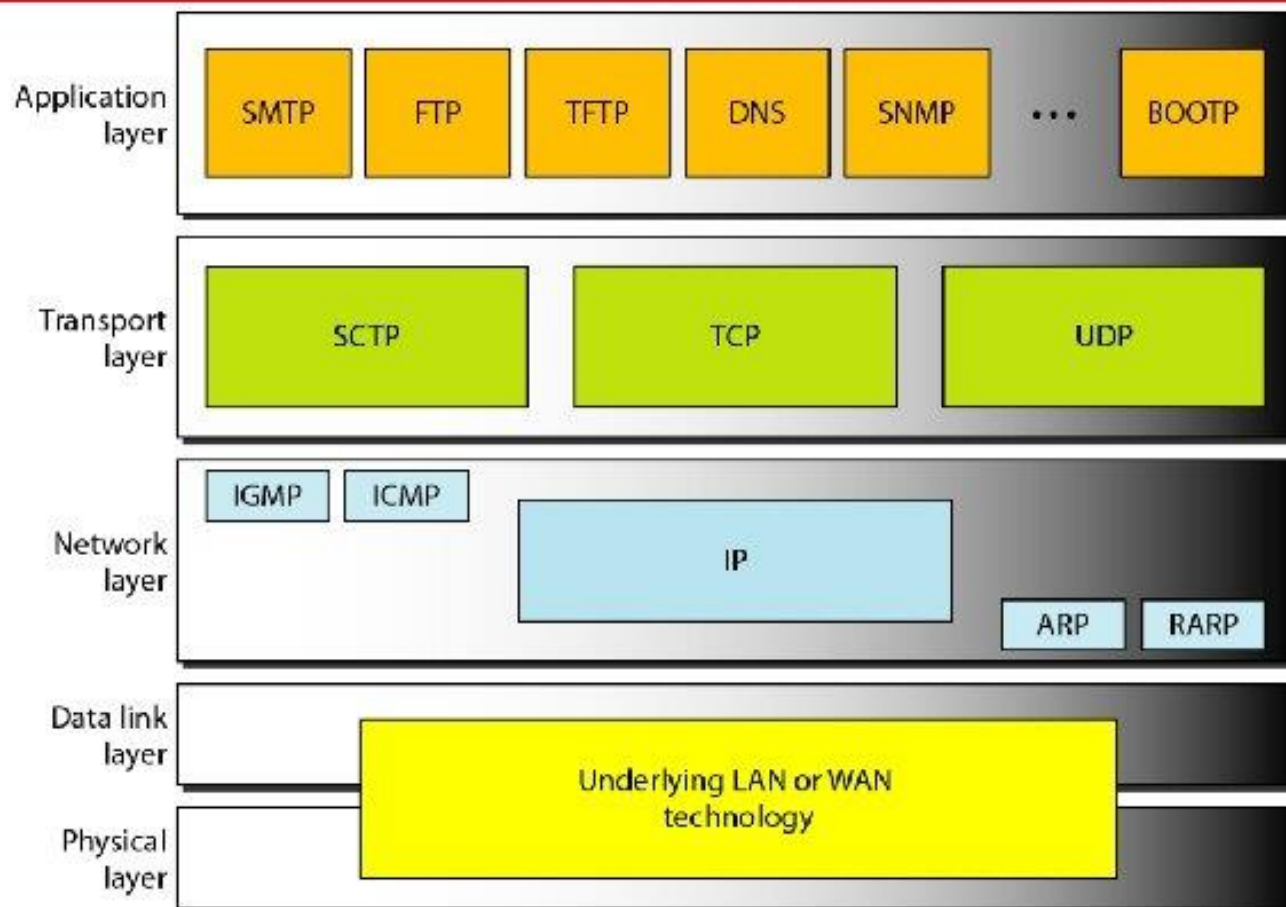 Application
layer
SMTP
FTP
TFTP
DNS
SNMP
...
BOOTP
Transport
layer
SCTP
TCP
UDP
Network
layer
IGMP
ICMP
IP
ARP
RARP
Data link
layer
Underlying LAN or WAN
technology
Physical
layer